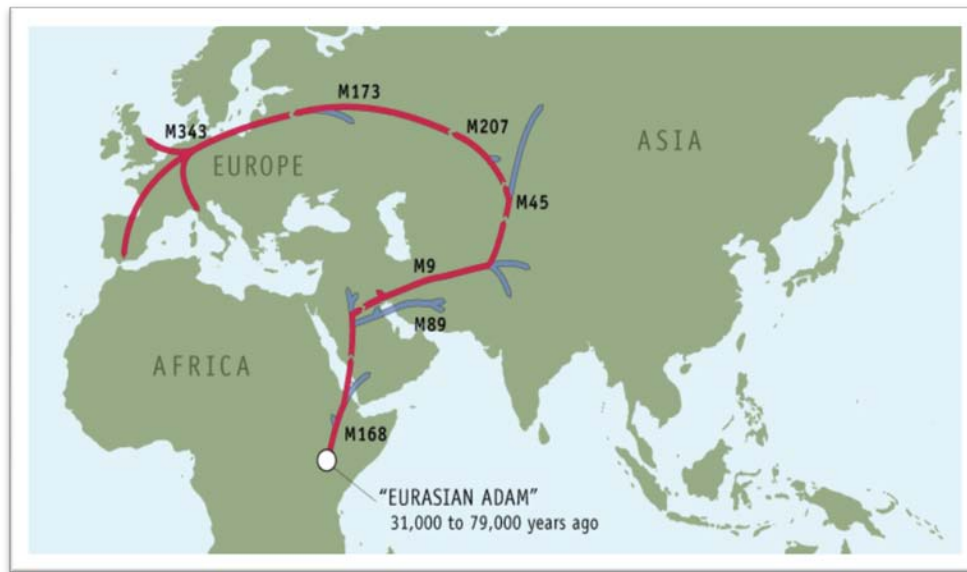 M173
M343
M207
EUROPE
ASIA
M45
M9
M89
AFRICA
M168
"EURASIAN ADAM"
31,000 to 79,000 years ago